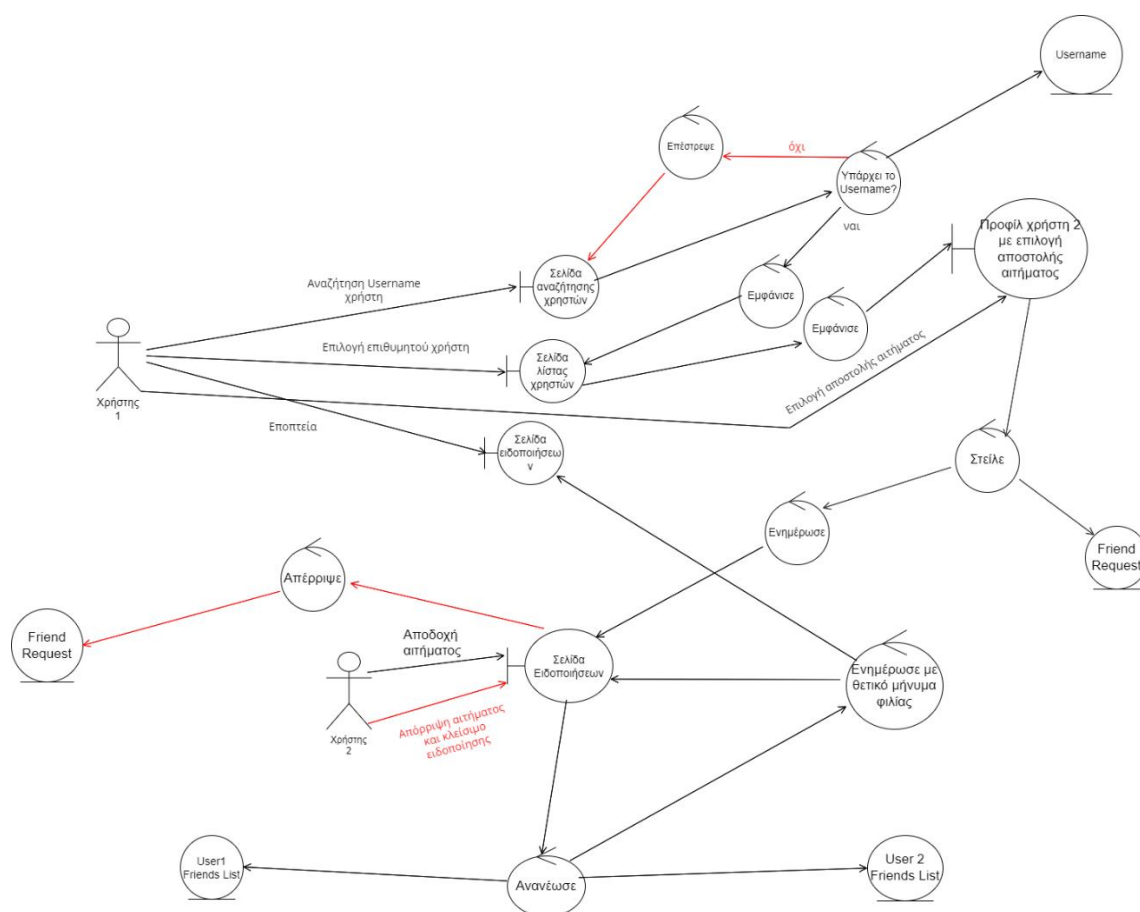 Username
Επέστρεψε
όχι
Υπάρχει το
Username?
ναι
Προφίλ χρήστη 2
με επιλογή
αποστολής
αιτήματος
Αναζήτηση Username
χρήστη
Σελίδα
αναζήτησης
χρηστών
Εμφάνισε
Εμφάνισε
Επιλογή επιθυμητού χρήστη
Σελίδα
λίστας
χρηστών
Επιλογή αποστολής αιτήματος
Χρήστης
1
Εποπτεία
Σελίδα
ειδοποιήσεω
ν
Στείλε
Ενημέρωσε
Friend
Request
Απέρριψε
Friend
Request
Αποδοχή
αιτήματος
Σελίδα
Ειδοποιήσεων
Ενημέρωσε με
θετικό μήνυμα
φιλίας
Απόρριψη αιτήματος
και κλείσιμο
ειδοποίησης
Χρήστης
2
User1
Friends List
Ανανέωσε
User 2
Friends List